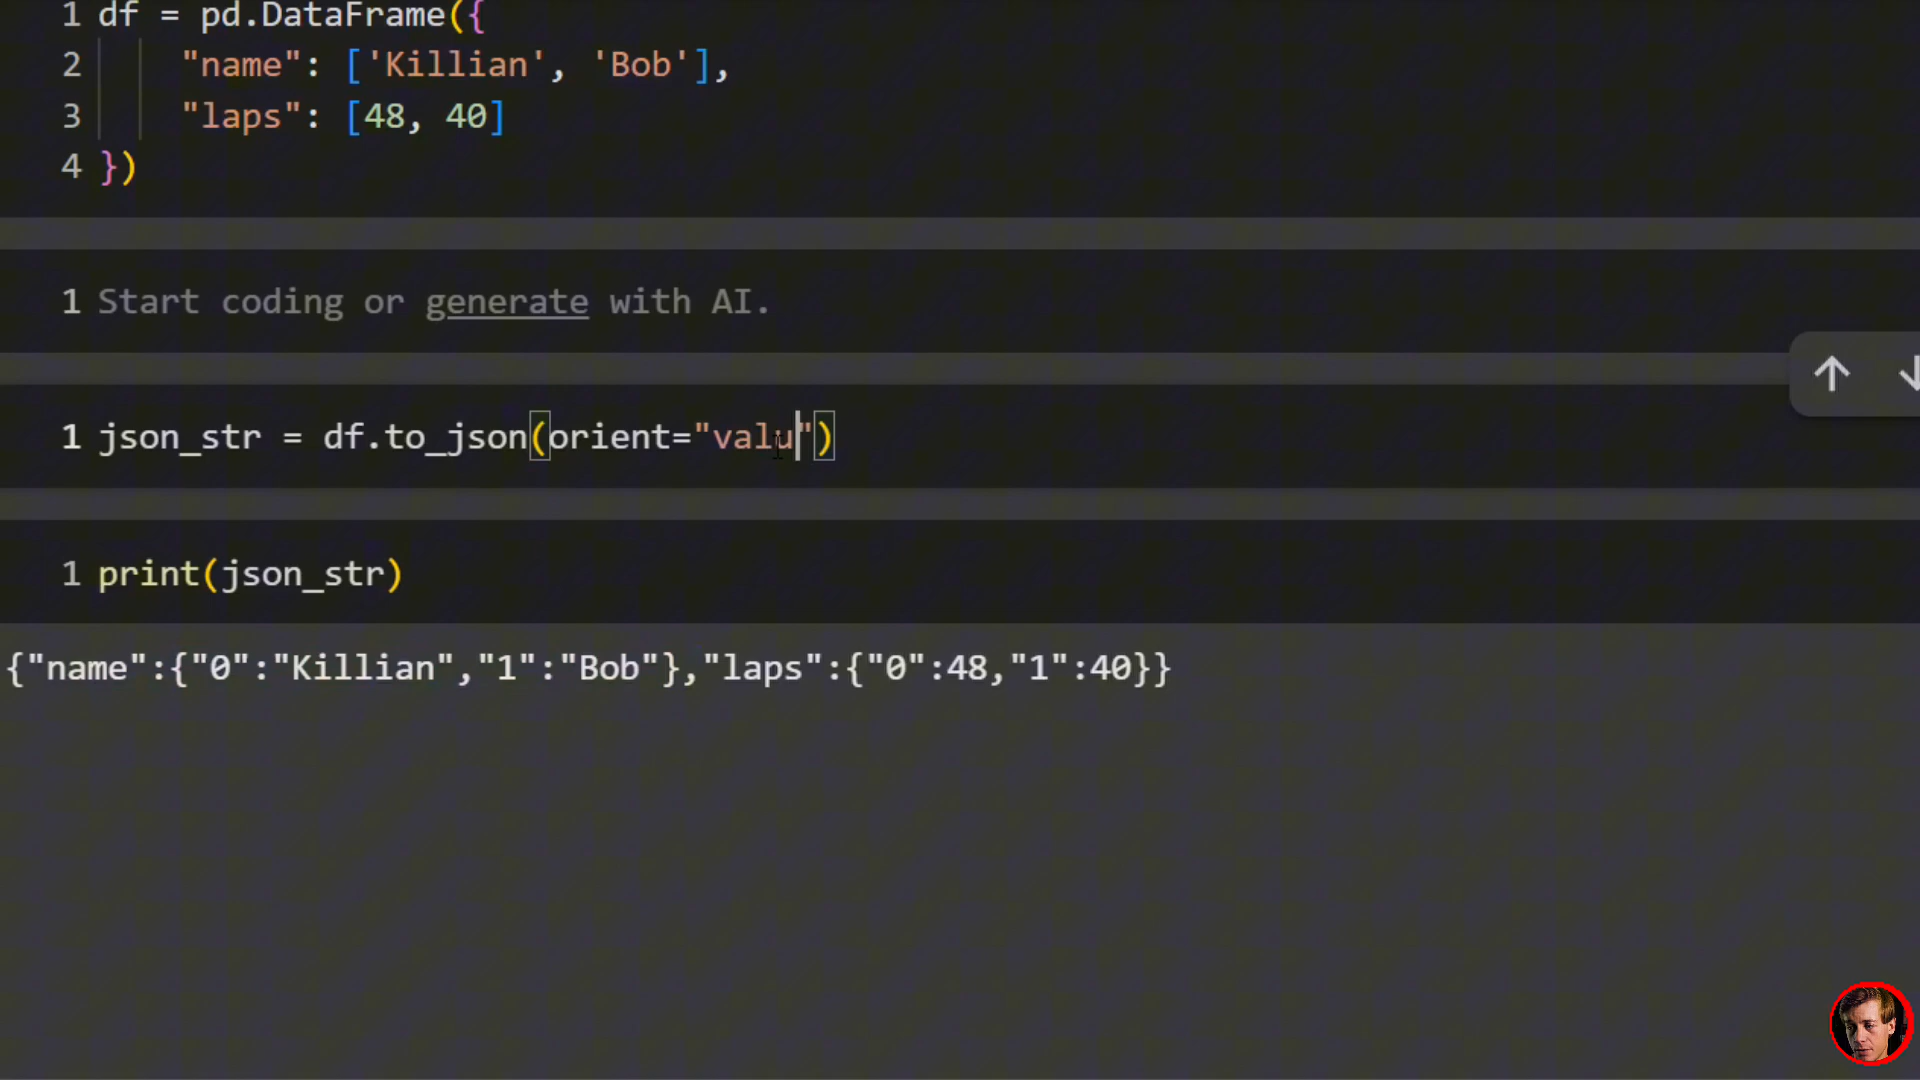 1 df = pd.DataFrame({
2 "name": ['Killian', 'Bob'],
3 "laps": [48, 40]
4 })
1 Start coding or generate with AI.
1 json_str = df.to_json(orient="valu")
1 print(json_str)
{"name":{"0":"Killian","1":"Bob"},"laps":{"0":48,"1":40}}